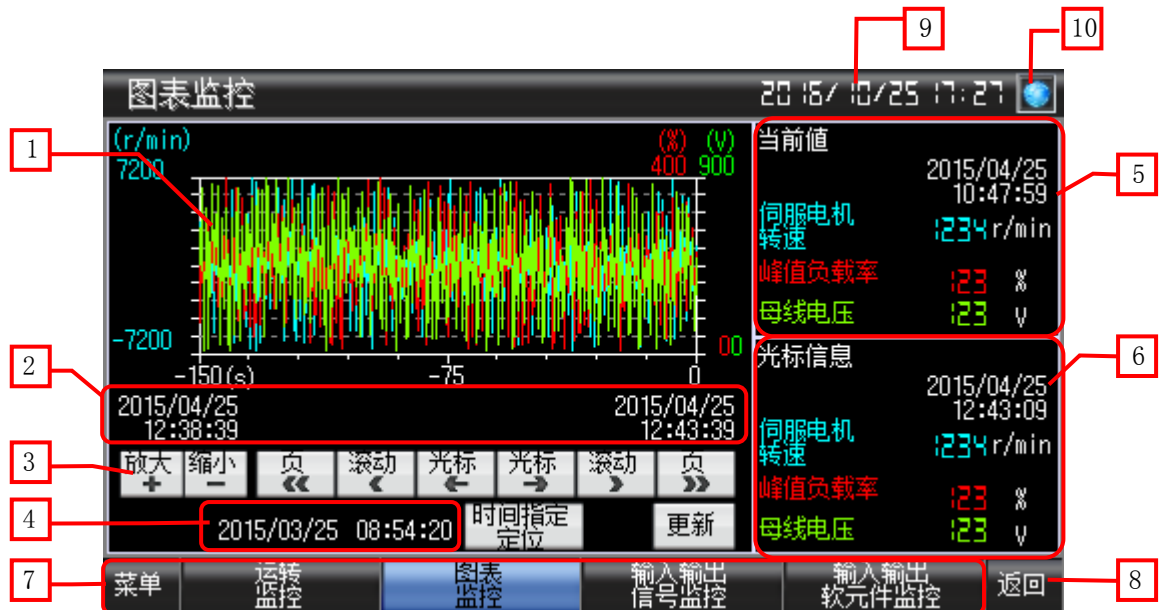 9
10
图表监控
2016/10/25 17:27
1
(r/min)
(%) (V)
7200
400 900
-7200
0 0
-150(s)
-75
0
2
2015/04/25
12:38:39
2015/04/25
12:43:39
3
放大
+
缩小
−
页
«
滚动
‹
光标
←
光标
→
滚动
›
页
»
4
2015/03/25 08:54:20
时间指定
定位
更新
当前值
2015/04/25
10:47:59
5
伺服电机
转速
1234 r/min
峰值负载率
123 %
母线电压
123 V
光标信息
6
2015/04/25
12:43:09
伺服电机
转速
1234 r/min
峰值负载率
123 %
母线电压
123 V
7
菜单
运转
监控
图表
监控
输入输出
信号监控
输入输出
软元件监控
返回
8